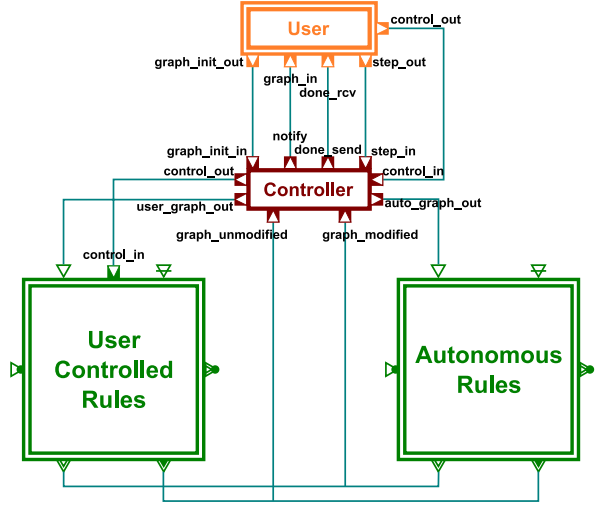 control_out
User
graph_init_out
step_out
graph_in
done_rcv
notify
graph_init_in
done_send
step_in
control_out
control_in
Controller
user_graph_out
auto_graph_out
graph_unmodified
graph_modified
control_in
User
Controlled
Rules
Autonomous
Rules